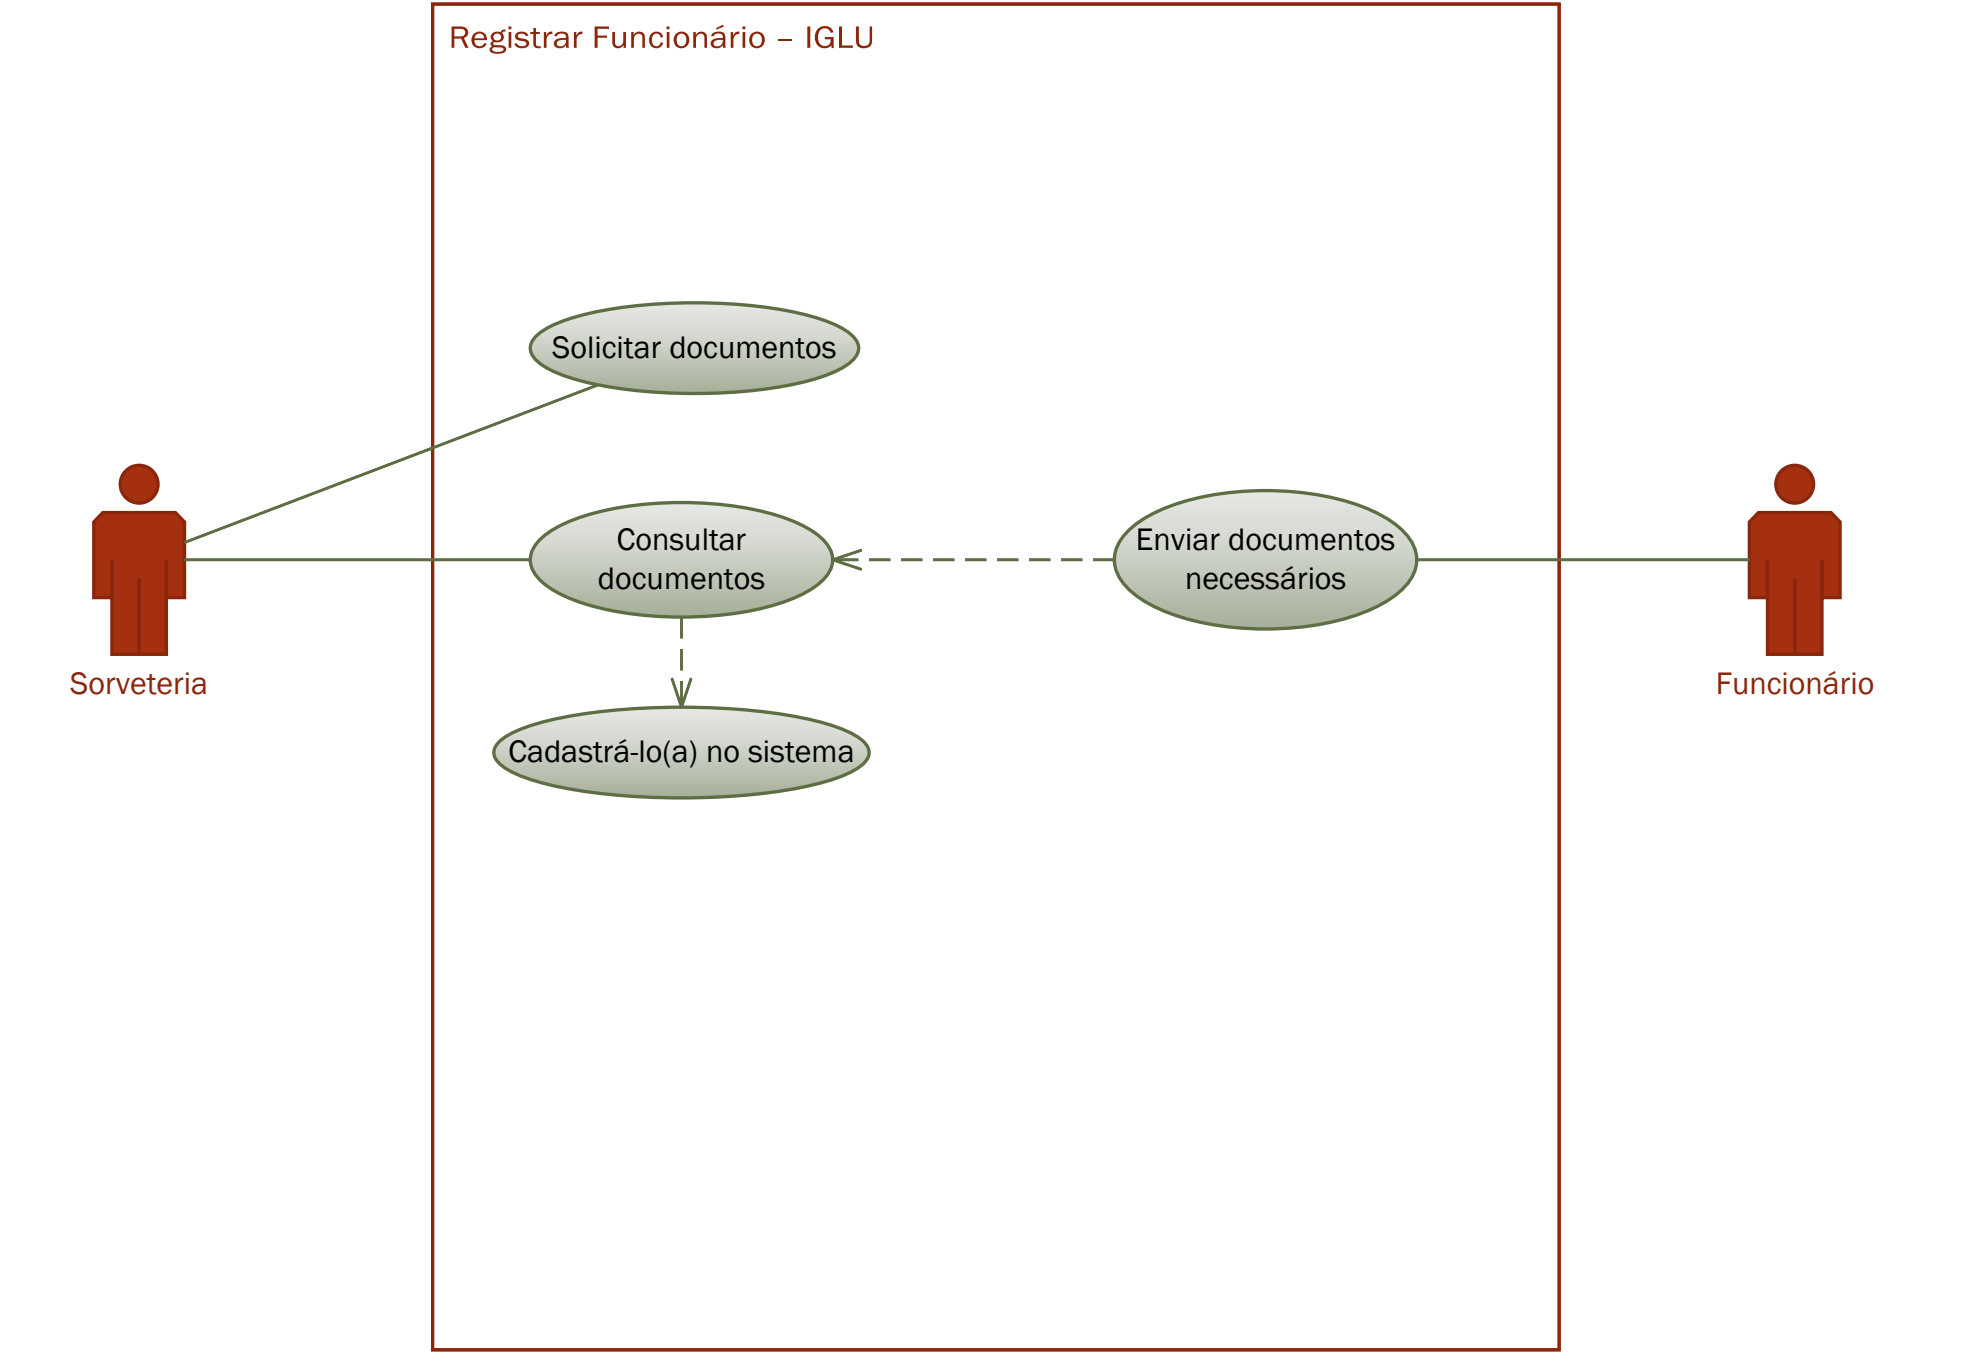 Registrar Funcionário – IGLU
Solicitar documentos
Consultar
documentos
Enviar documentos
necessários
Sorveteria
Funcionário
Cadastrá-lo(a) no sistema